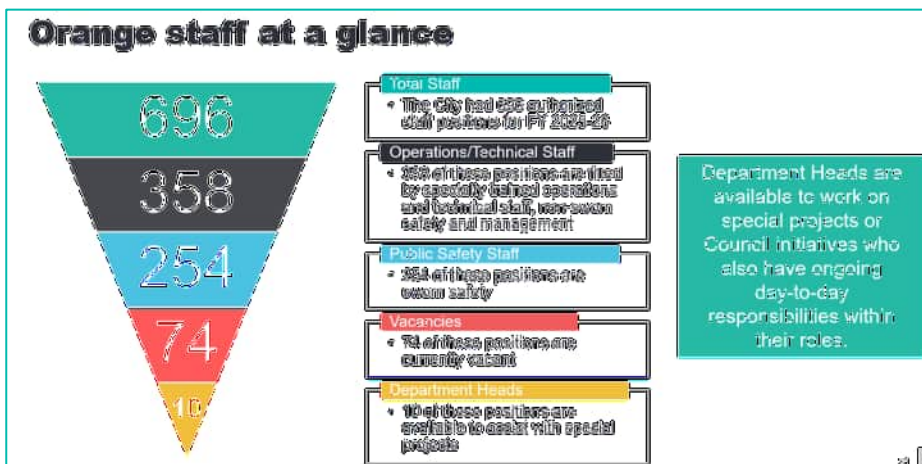 Orange staff at a glance
696
358
254
74
10
Total Staff
• The City had 696 authorized
staff positions for FY 2025-26
Operations/Technical Staff
• 358 of these positions are filled
by specially trained operations
and technical staff, non-sworn
safety and management
Public Safety Staff
• 254 of these positions are
sworn safety
Vacancies
• 74 of these positions are
currently vacant
Department Heads
• 10 of these positions are
available to assist with special
projects
Department Heads are
available to work on
special projects or
Council initiatives who
also have ongoing
day-to-day
responsibilities within
their roles.